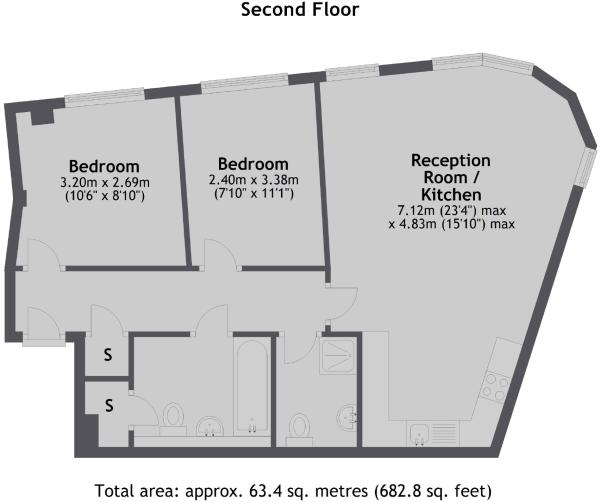 Second Floor
Bedroom
3.20m x 2.69m
(10'6" x 8'10")
Bedroom
2.40m x 3.38m
(7'10" x 11'1")
Reception
Room /
Kitchen
7.12m (23'4") max
x 4.83m (15'10") max
S
S
Total area: approx. 63.4 sq. metres (682.8 sq. feet)